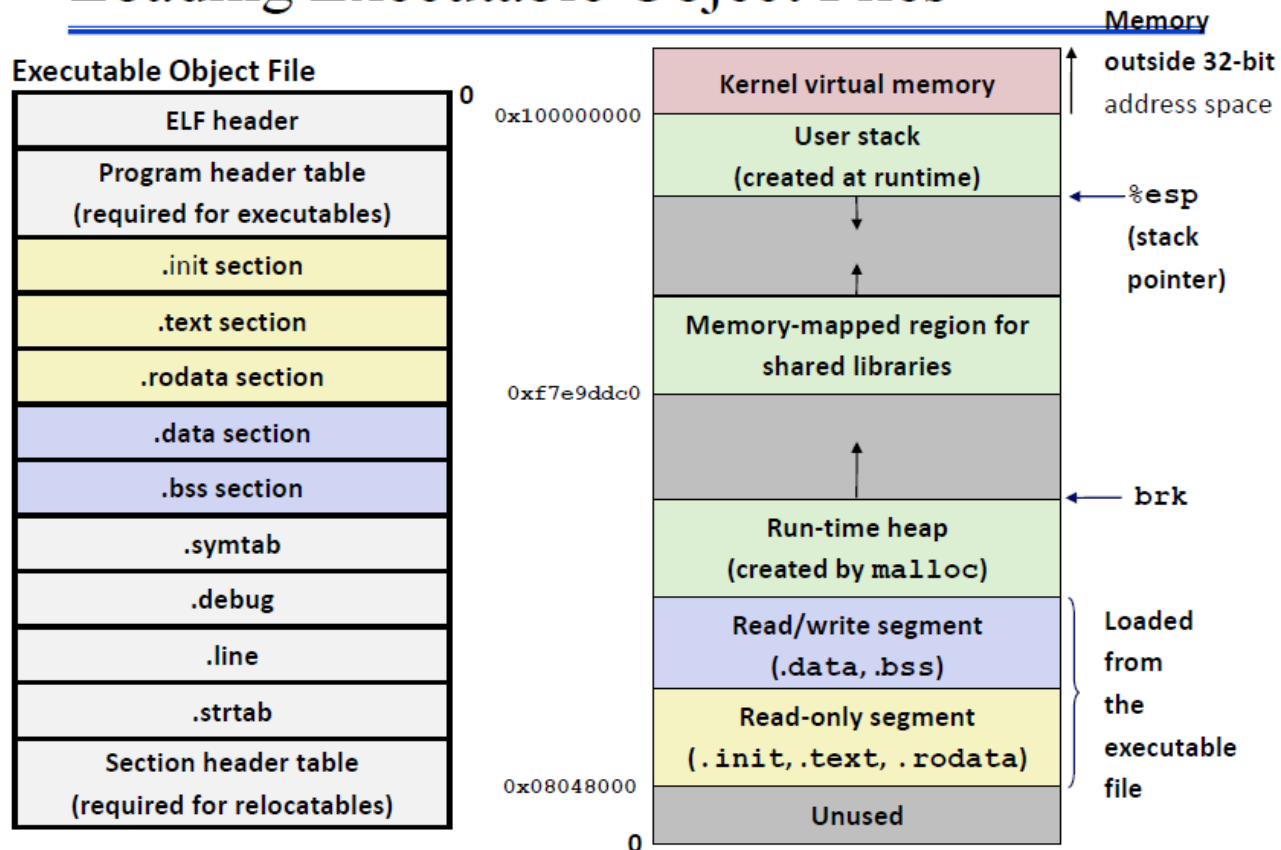 Loading Executable Object Files
Executable Object File
0
ELF header
Program header table
(required for executables)
.init section
.text section
.rodata section
.data section
.bss section
.symtab
.debug
.line
.strtab
Section header table
(required for relocatables)
Memory
outside 32-bit
address space
Kernel virtual memory
0x100000000
User stack
(created at runtime)
%esp
(stack
pointer)
Memory-mapped region for
shared libraries
0xf7e9ddc0
brk
Run-time heap
(created by malloc)
Read/write segment
(.data, .bss)
Read-only segment
(.init, .text, .rodata)
Loaded
from
the
executable
file
0x08048000
Unused
0